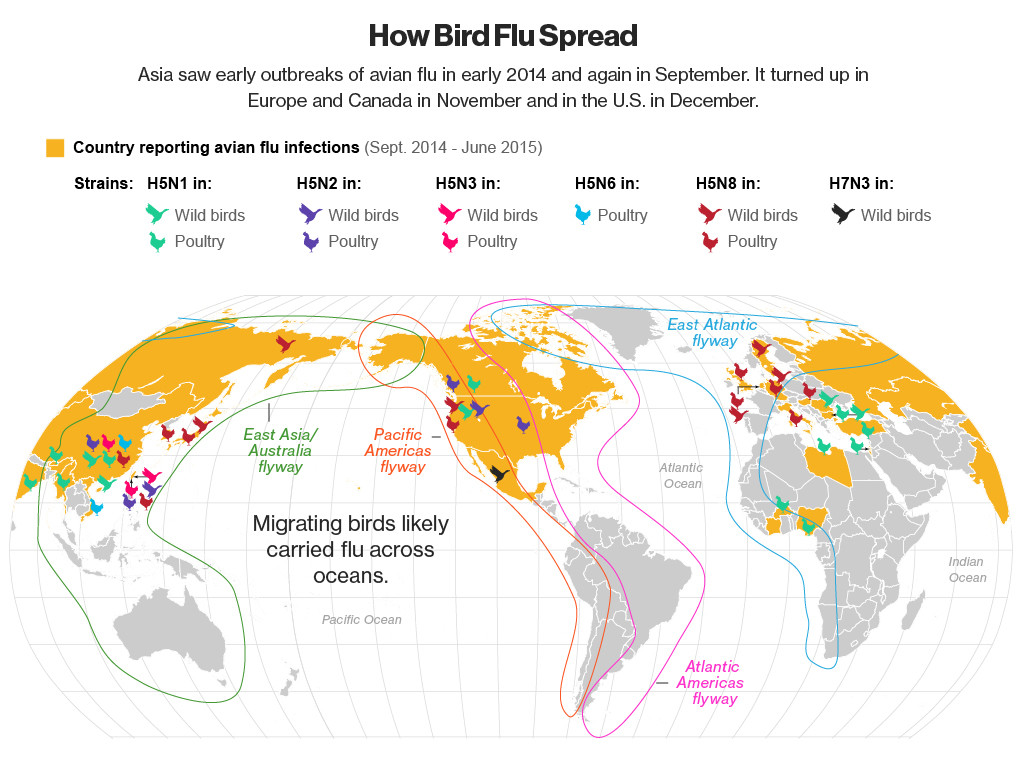 How Bird Flu Spread
Asia saw early outbreaks of avian flu in early 2014 and again in September. It turned up in
Europe and Canada in November and in the U.S. in December.
Country reporting avian flu infections (Sept. 2014 - June 2015)
Strains: H5N1 in: H5N2 in: H5N3 in: H5N6 in: H5N8 in: H7N3 in:
Wild birds Wild birds Wild birds Poultry Wild birds Wild birds
Poultry Poultry Poultry Poultry
East Atlantic
flyway
East Asia/
Australia
flyway
Pacific
Americas
flyway
Atlantic
Ocean
Migrating birds likely
carried flu across
oceans.
Indian
Ocean
Pacific Ocean
Atlantic
Americas
flyway